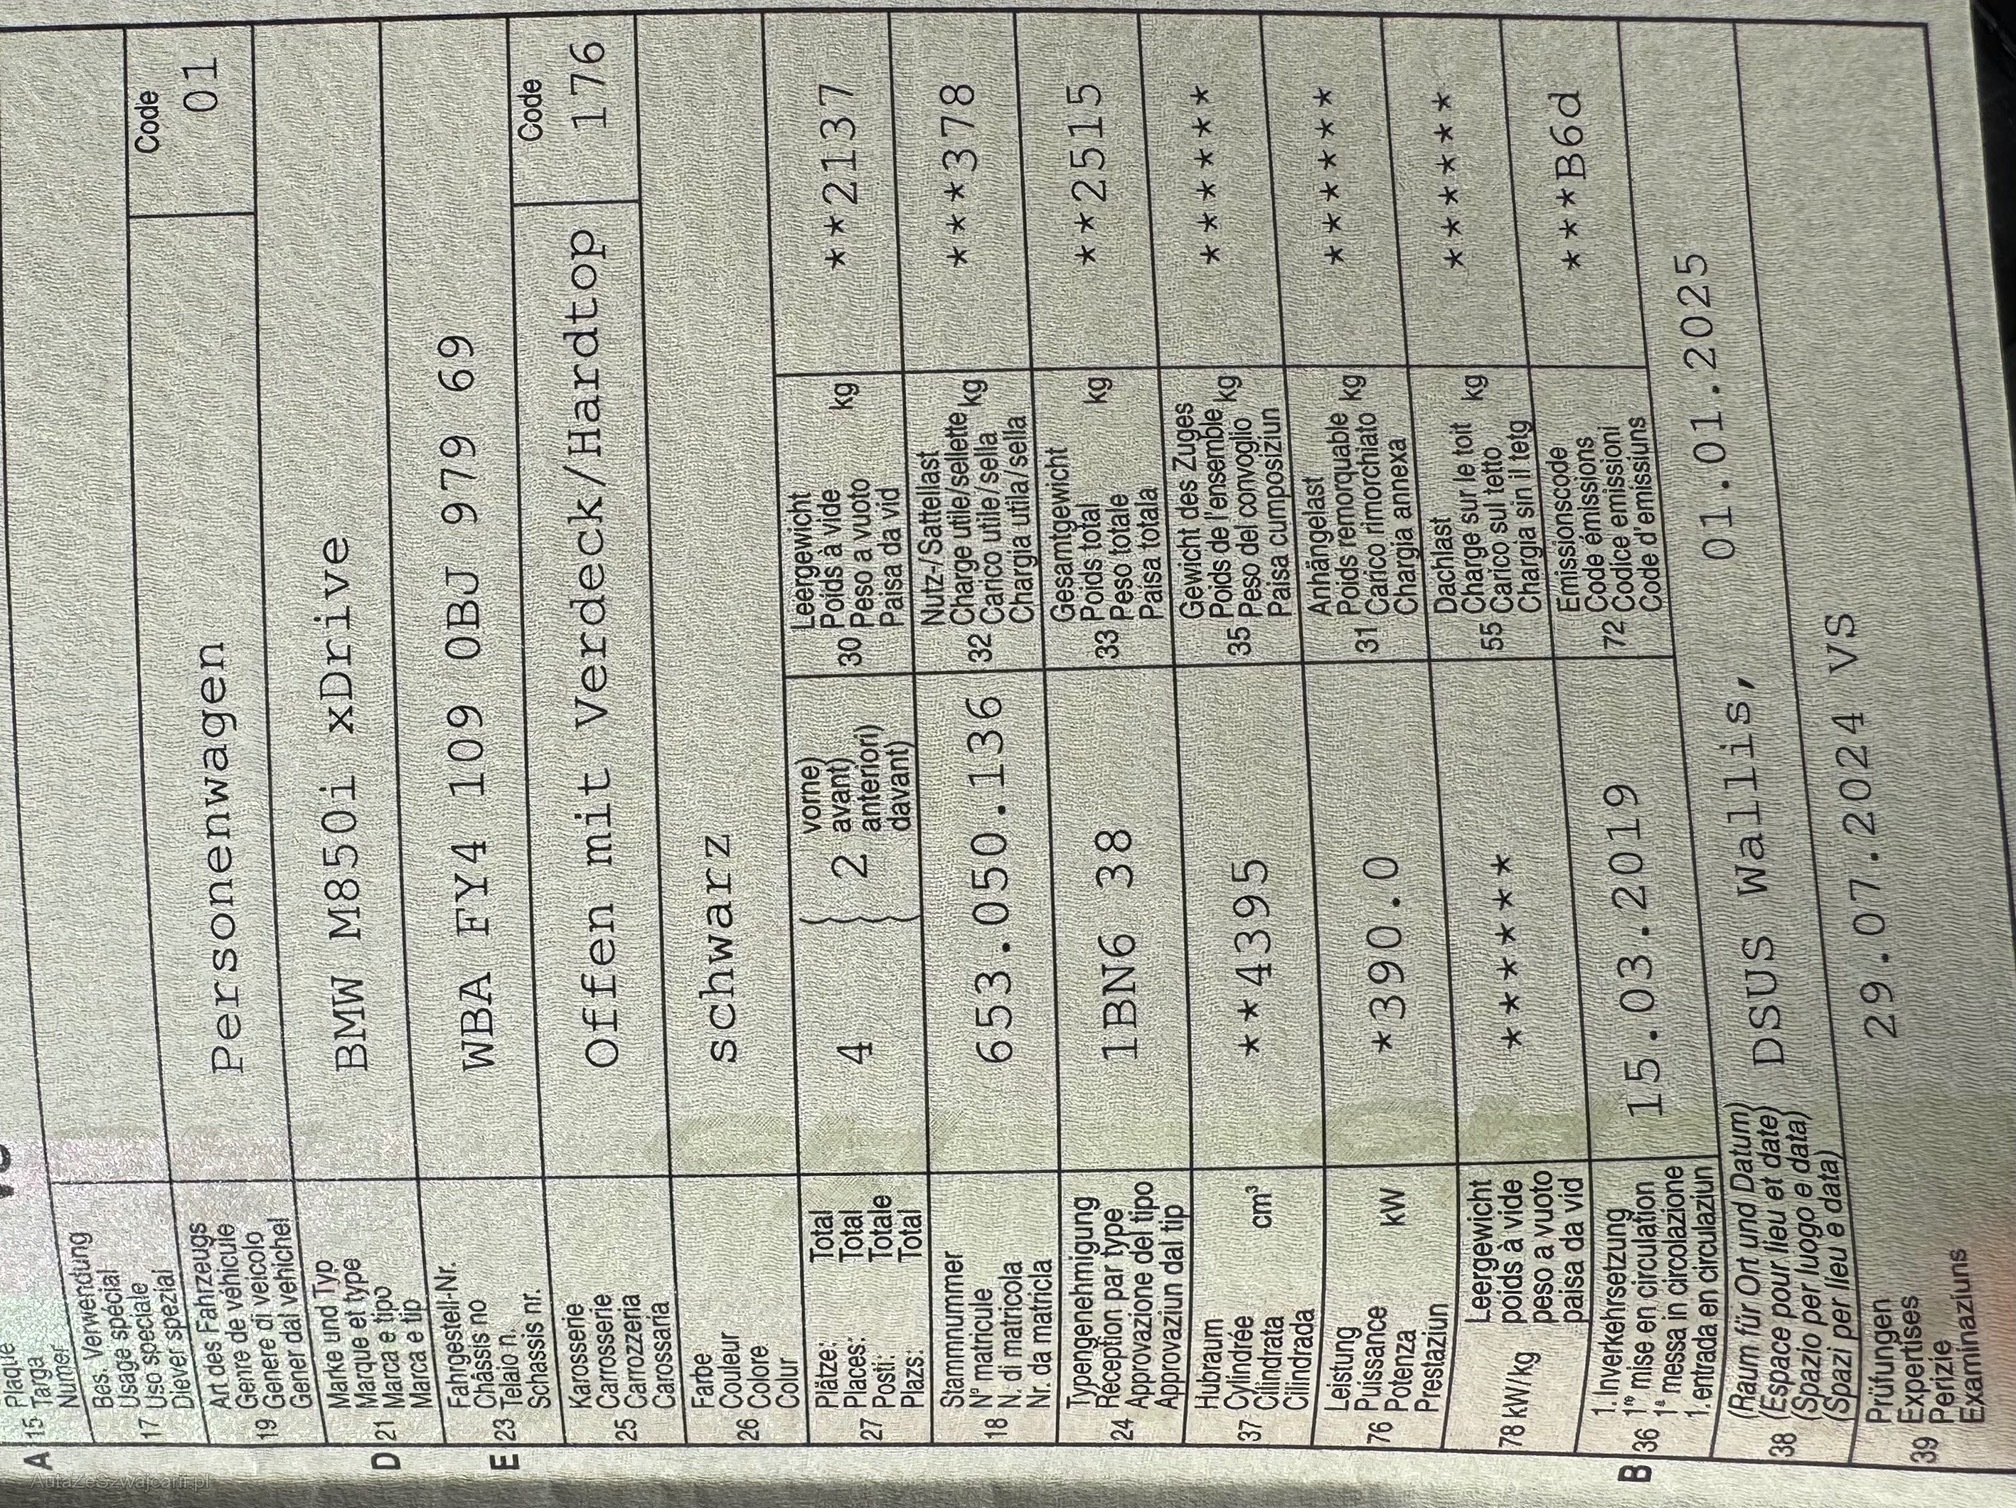 A
15 Plaque
Targa
Numer
Bes. Verwendung
Usage spécial
17 Uso speciale
Diever spezial
Art des Fahrzeugs
Genre de véhicule
19 Genere di veicolo
Gener dal vehichel
Personenwagen
Code
01
D
Marke und Typ
Marque et type
21 Marca e tipo
Marca e tip
BMW M850i xDrive
E
Fahrgestell-Nr.
Châssis no
23 Telaio n.
Schassis nr.
WBA FY4 109 0BJ 979 69
Karosserie
Carrosserie
25 Carrozzeria
Carossaria
Offen mit Verdeck/Hardtop
Code
176
Farbe
Couleur
26 Colore
Colur
schwarz
Plätze: Total
Places: Total
27 Posti: Totale
Plazs: Total
4 { 2 vorne)
avant)
anteriori)
davant)
Leergewicht
Poids à vide
30 Peso a vuoto kg
Paisa da vid
**2137
Stammnummer
N° matricule
18 N. di matricola
Nr. da matricla
653.050.136
Nutz-/Sattellast
Charge utile/sellette
32 Carico utile/sella kg
Chargia utila/sella
***378
Typengenehmigung
Réception par type
24 Approvazione del tipo
Approvaziun dal tip
1BN6 38
Gesamtgewicht
Poids total
33 Peso totale kg
Paisa totala
**2515
Hubraum
37 Cylindrée cm³
Cilindrata
Cilindrada
**4395
Gewicht des Zuges
Poids de l'ensemble
35 Peso del convoglio kg
Paisa cumposiziun
******
Leistung
76 Puissance kW
Potenza
Prestaziun
*390.0
Anhängelast
Poids remorquable
31 Carico rimorchiato kg
Chargia annexa
******
78 kW/kg
Leergewicht
poids à vide
peso a vuoto
paisa da vid
******
Dachlast
Charge sur le toit
55 Carico sul tetto kg
Chargia sin il tetg
******
B
1. Inverkehrsetzung
36 1re mise en circulation
1a messa in circolazione
1. entrada en circulaziun
15.03.2019
Emissionscode
Code émissions
72 Codice emissioni
Code d'emissiuns
***B6d
(Raum für Ort und Datum)
38 (Espace pour lieu et date)
(Spazio per luogo e data)
(Spazi per lieu e data)
DSUS Wallis, 01.01.2025
Prüfungen
39 Expertises
Perizie
Examinaziuns
29.07.2024 VS
AutaZeSzwajcarii.pl